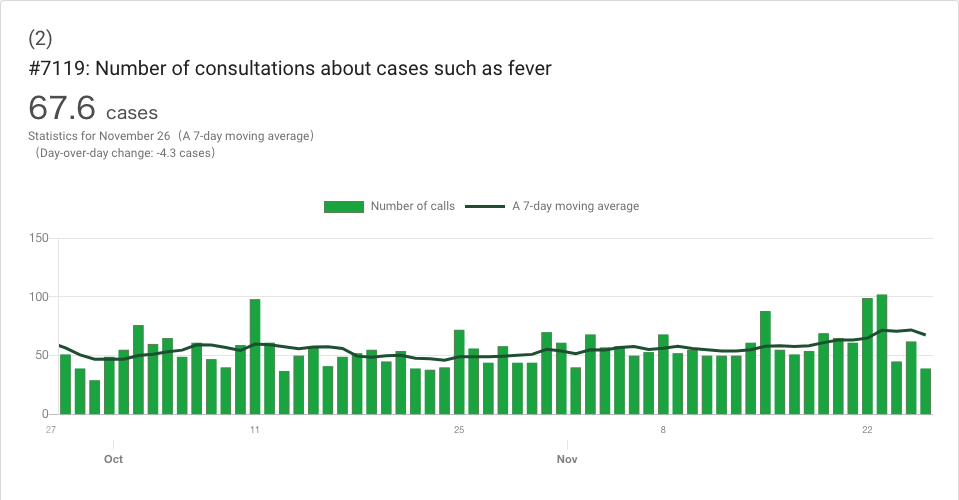 (2)
#7119: Number of consultations about cases such as fever
67.6 cases
Statistics for November 26（A 7-day moving average）
（Day-over-day change: -4.3 cases）
Number of calls A 7-day moving average
150
100
50
0
27 11 25 8 22
Oct Nov